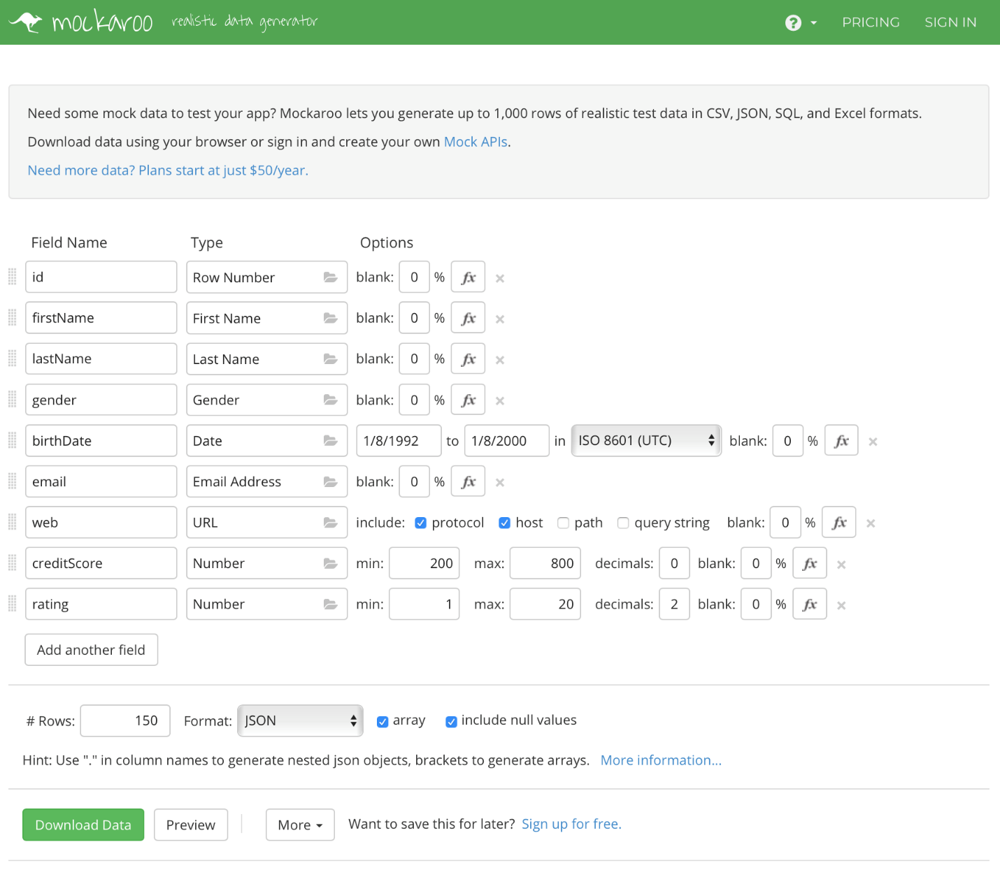 mockaroo realistic data generator ? PRICING SIGN IN
Need some mock data to test your app? Mockaroo lets you generate up to 1,000 rows of realistic test data in CSV, JSON, SQL, and Excel formats.
Download data using your browser or sign in and create your own Mock APIs.
Need more data? Plans start at just $50/year.
Field Name Type Options
id Row Number blank: 0 % fx ×
firstName First Name blank: 0 % fx ×
lastName Last Name blank: 0 % fx ×
gender Gender blank: 0 % fx ×
birthDate Date 1/8/1992 to 1/8/2000 in ISO 8601 (UTC) blank: 0 % fx ×
email Email Address blank: 0 % fx ×
web URL include: protocol host path query string blank: 0 % fx ×
creditScore Number min: 200 max: 800 decimals: 0 blank: 0 % fx ×
rating Number min: 1 max: 20 decimals: 2 blank: 0 % fx ×
Add another field
# Rows: 150 Format: JSON array include null values
Hint: Use "." in column names to generate nested json objects, brackets to generate arrays. More information...
Download Data Preview More Want to save this for later? Sign up for free.